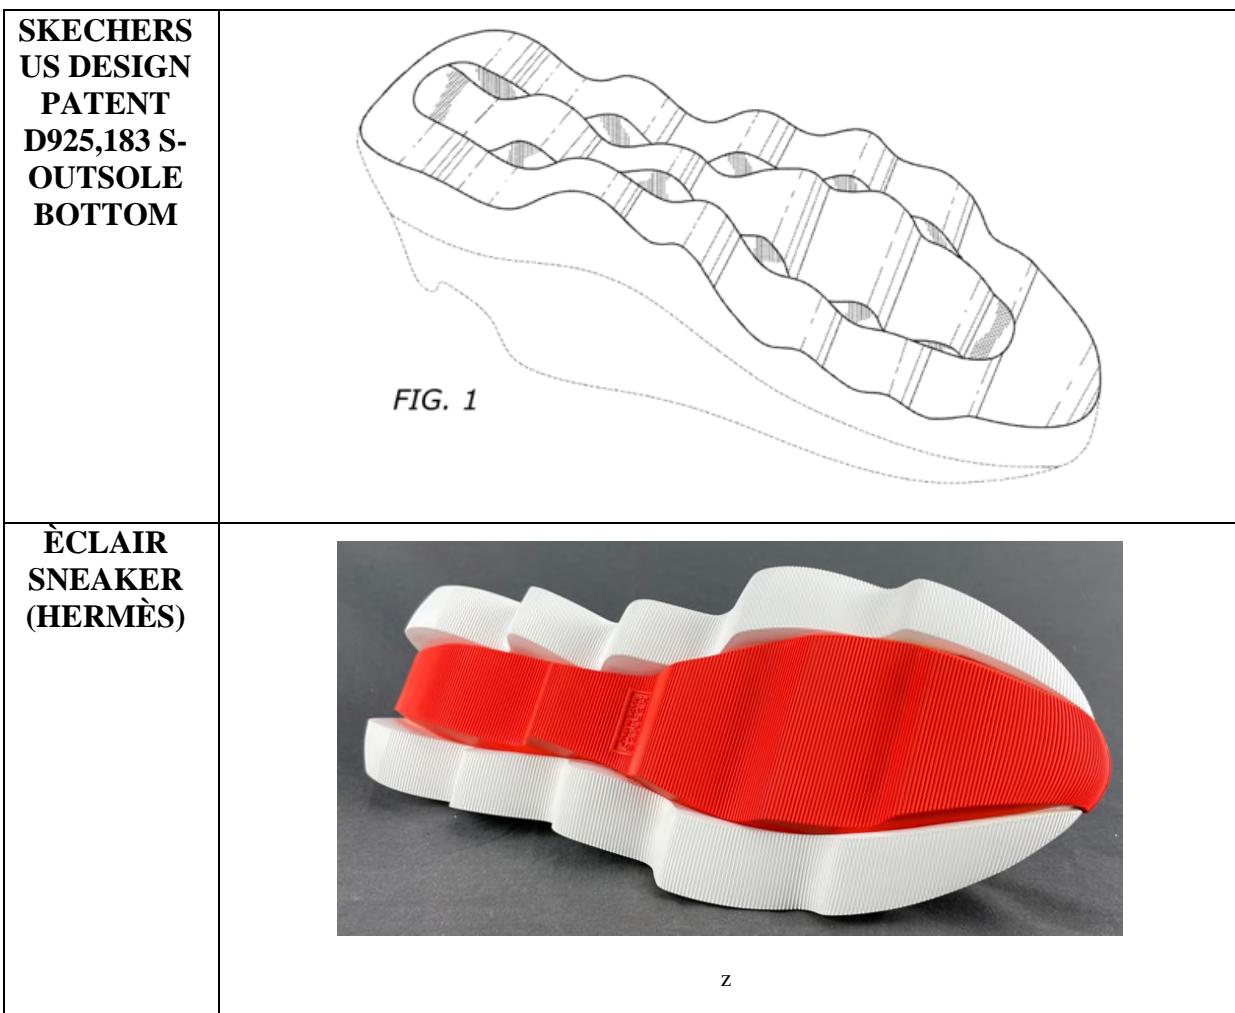 SKECHERS
US DESIGN
PATENT
D925,183 S-
OUTSOLE
BOTTOM
FIG. 1
ÈCLAIR
SNEAKER
(HERMÈS)
z